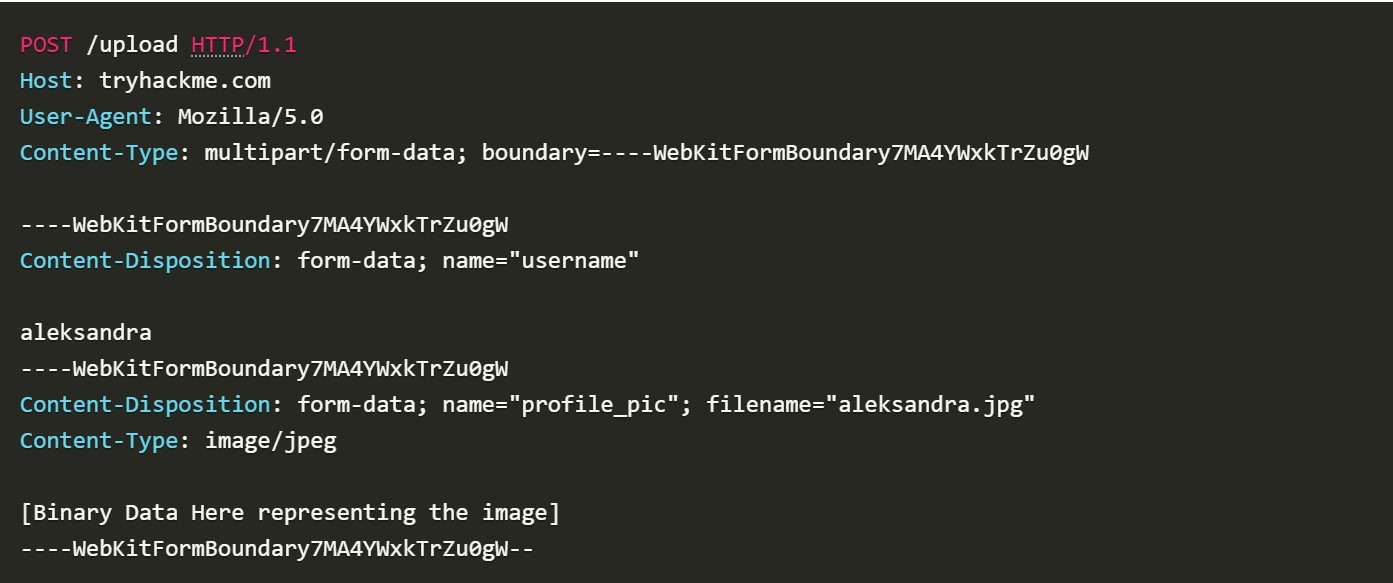 POST /upload HTTP/1.1
Host: tryhackme.com
User-Agent: Mozilla/5.0
Content-Type: multipart/form-data; boundary=----WebKitFormBoundary7MA4YWxkTrZu0gW
----WebKitFormBoundary7MA4YWxkTrZu0gW
Content-Disposition: form-data; name="username"
aleksandra
----WebKitFormBoundary7MA4YWxkTrZu0gW
Content-Disposition: form-data; name="profile_pic"; filename="aleksandra.jpg"
Content-Type: image/jpeg
[Binary Data Here representing the image]
----WebKitFormBoundary7MA4YWxkTrZu0gW--